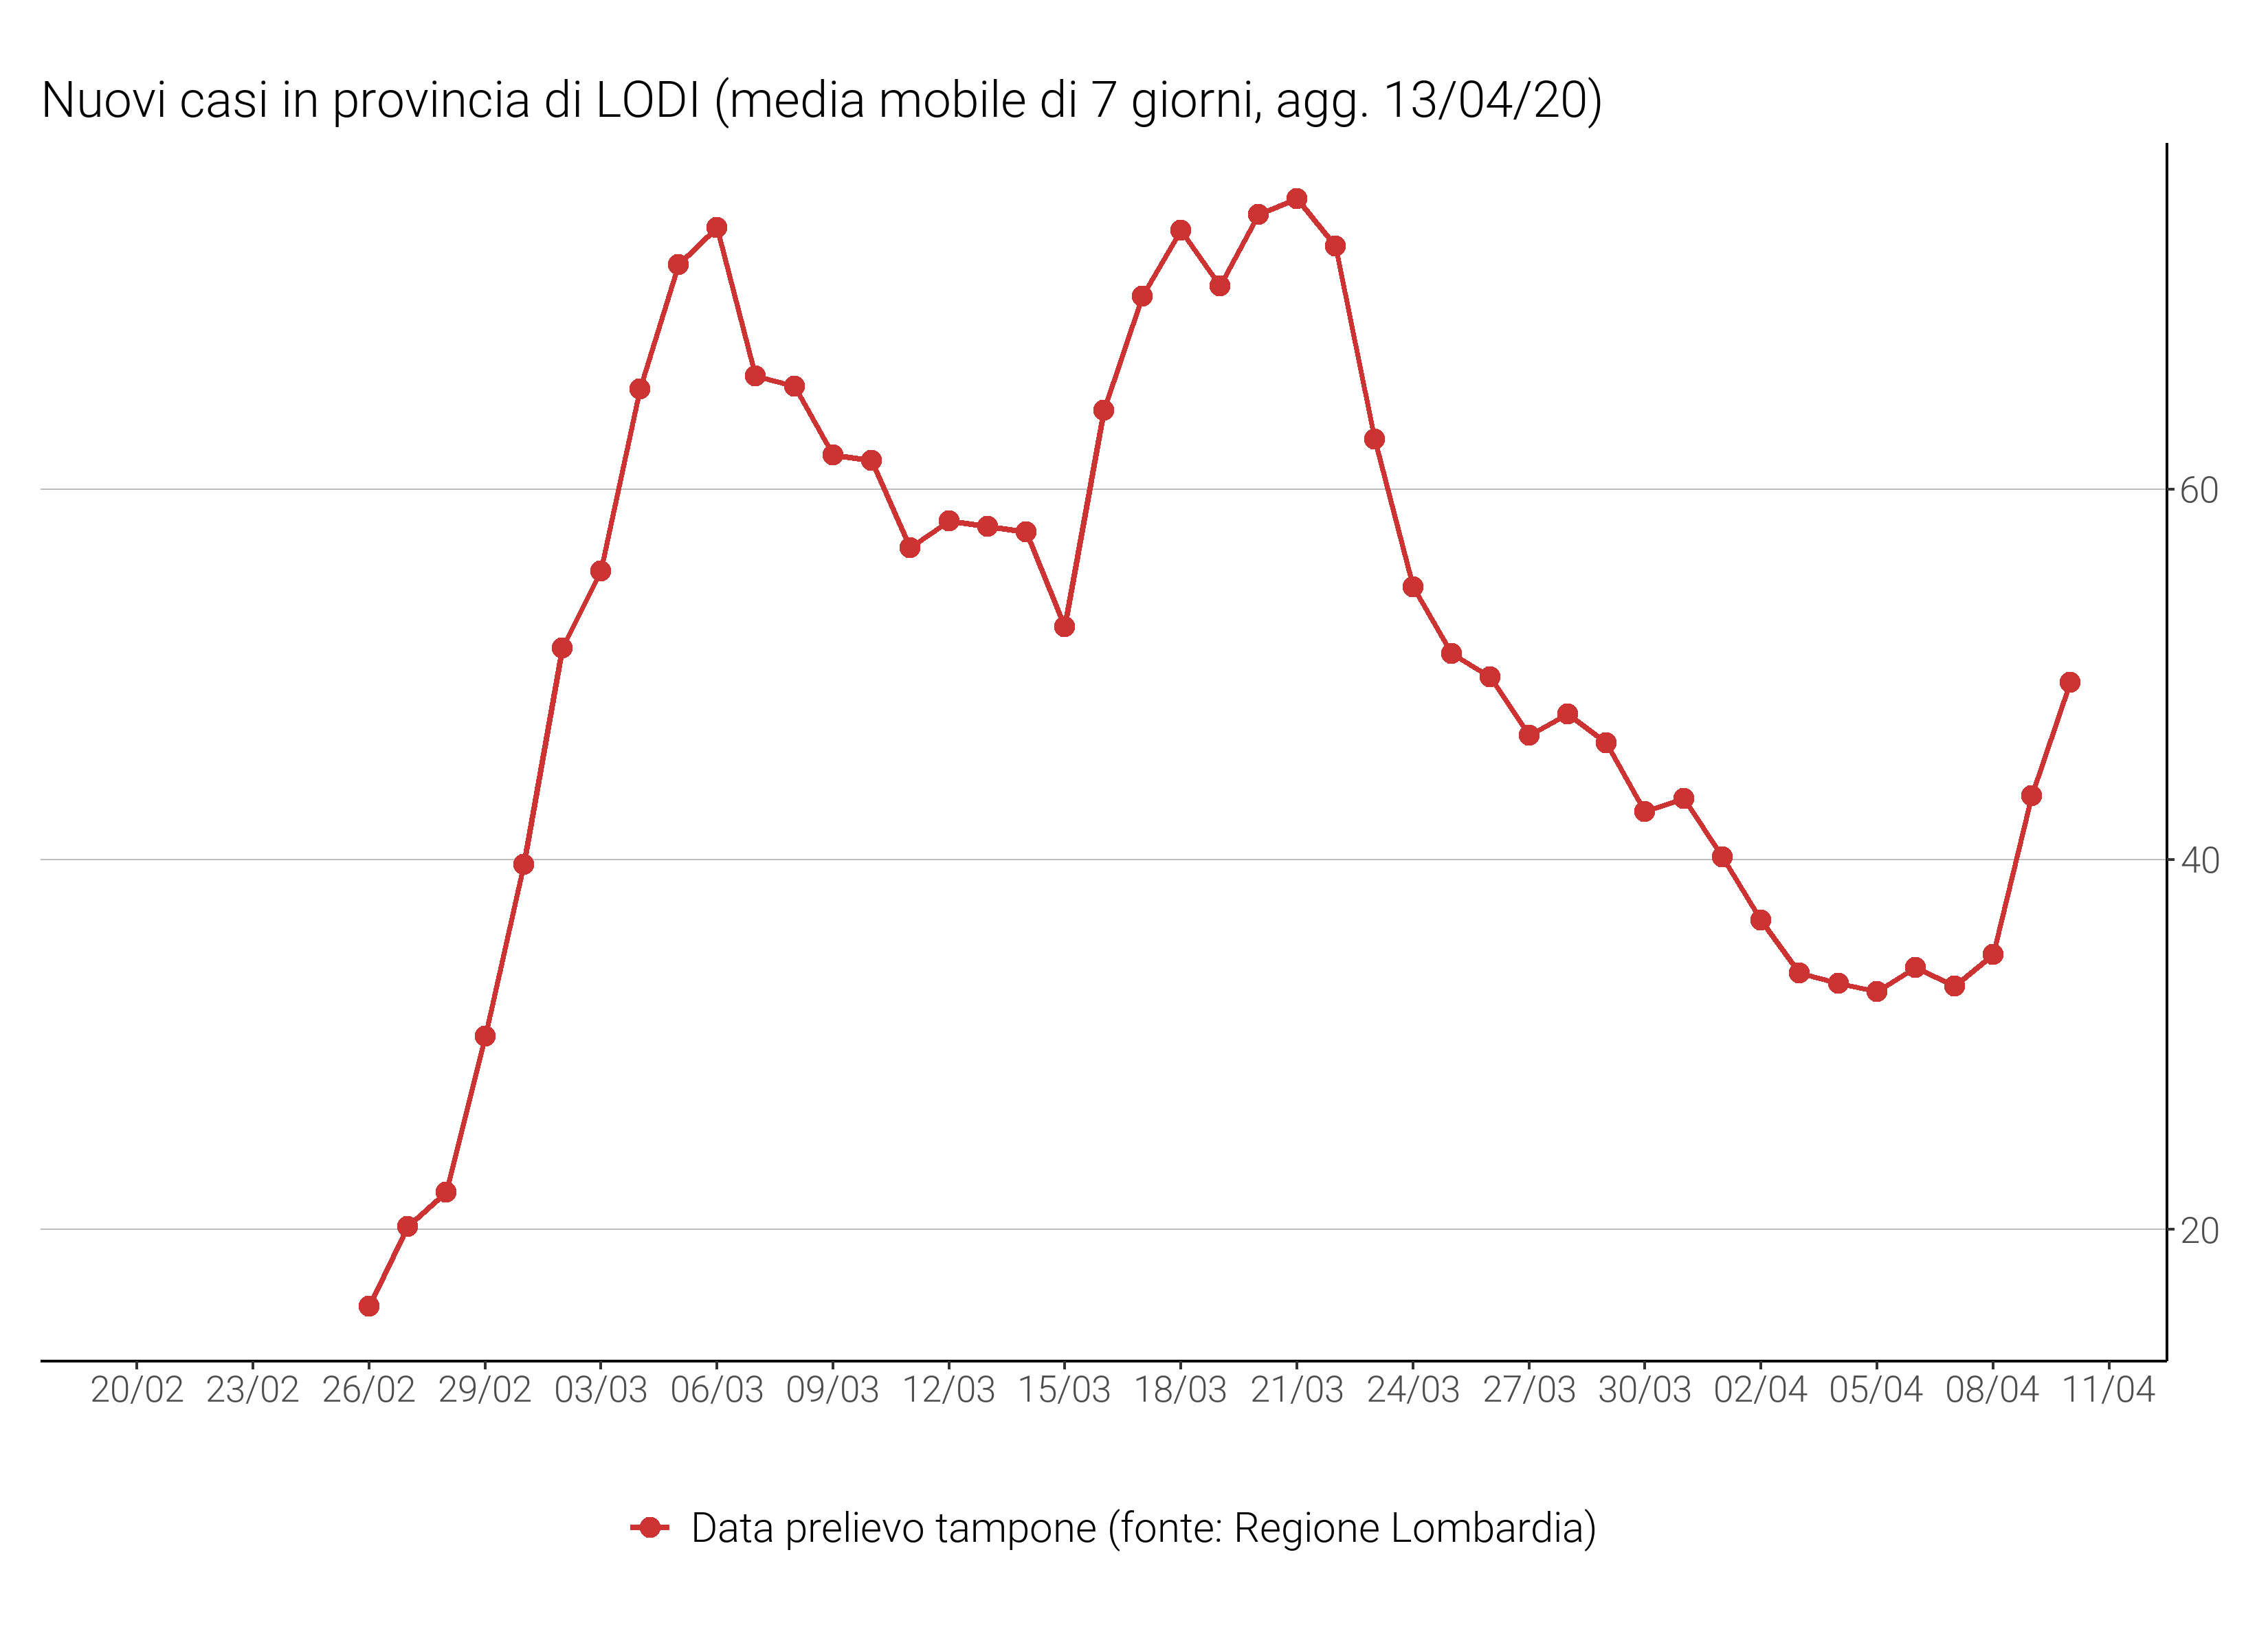 Nuovi casi in provincia di LODI (media mobile di 7 giorni, agg. 13/04/20)
60
40
20
20/02 23/02 26/02 29/02 03/03 06/03 09/03 12/03 15/03 18/03 21/03 24/03 27/03 30/03 02/04 05/04 08/04 11/04
Data prelievo tampone (fonte: Regione Lombardia)